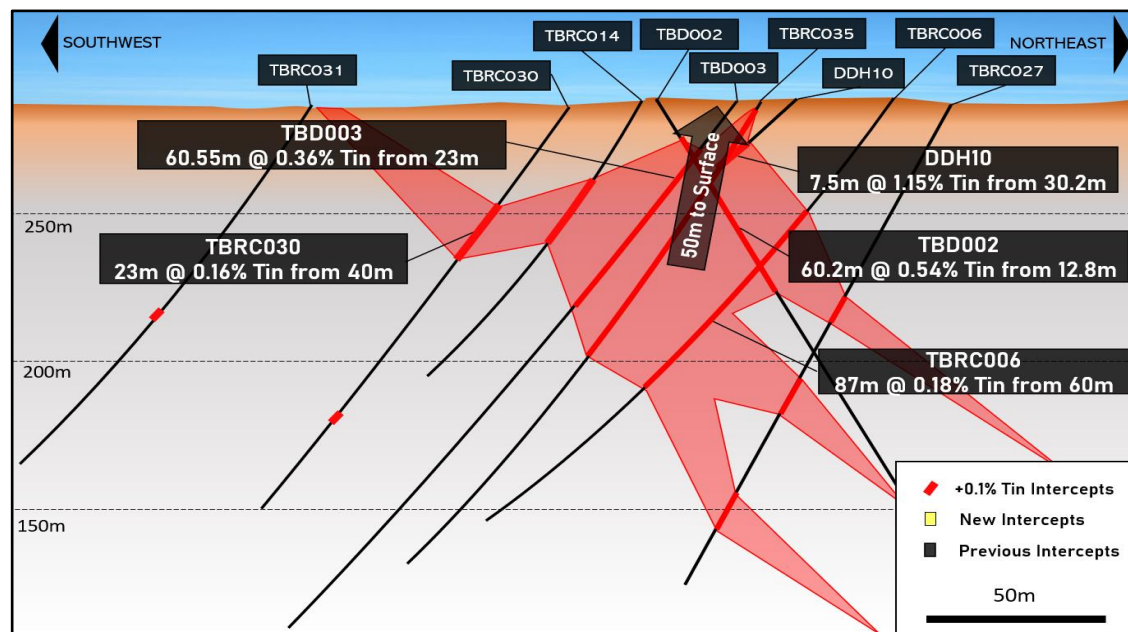 SOUTHWEST
NORTHEAST
TBRC031
TBRC030
TBRC014
TBD002
TBD003
TBRC035
DDH10
TBRC006
TBRC027
TBD003
60.55m @ 0.36% Tin from 23m
DDH10
7.5m @ 1.15% Tin from 30.2m
50m to Surface
250m
TBRC030
23m @ 0.16% Tin from 40m
TBD002
60.2m @ 0.54% Tin from 12.8m
200m
TBRC006
87m @ 0.18% Tin from 60m
150m
+0.1% Tin Intercepts
New Intercepts
Previous Intercepts
50m